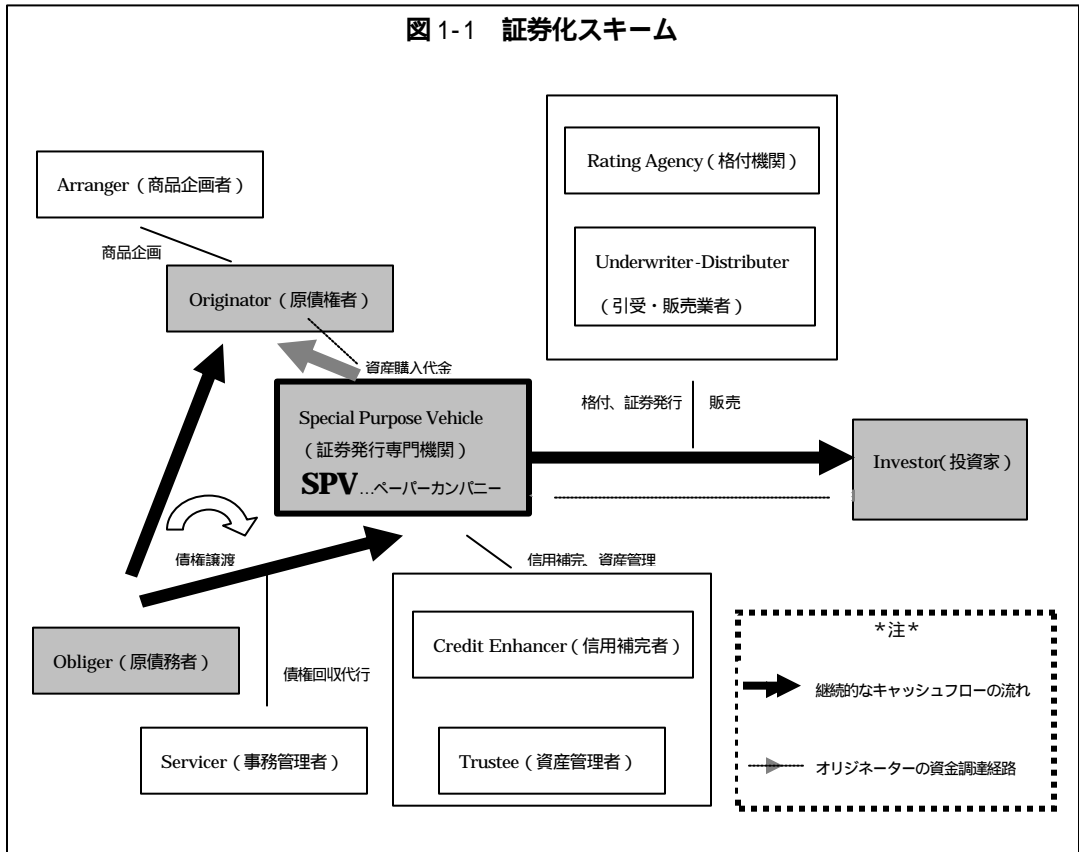 図 1-1 証券化スキーム
Arranger（商品企画者）
商品企画
Originator（原債権者）
Rating Agency（格付機関）
Underwriter-Distributer
（引受・販売業者）
資産購入代金
Special Purpose Vehicle
（証券発行専門機関）
SPV…ペーパーカンパニー
格付、証券発行 販売
Investor（投資家）
債権譲渡
信用補完、資産管理
Obliger（原債務者）
債権回収代行
Servicer（事務管理者）
Credit Enhancer（信用補完者）
Trustee（資産管理者）
*注*
継続的なキャッシュフローの流れ
オリジネーターの資金調達経路